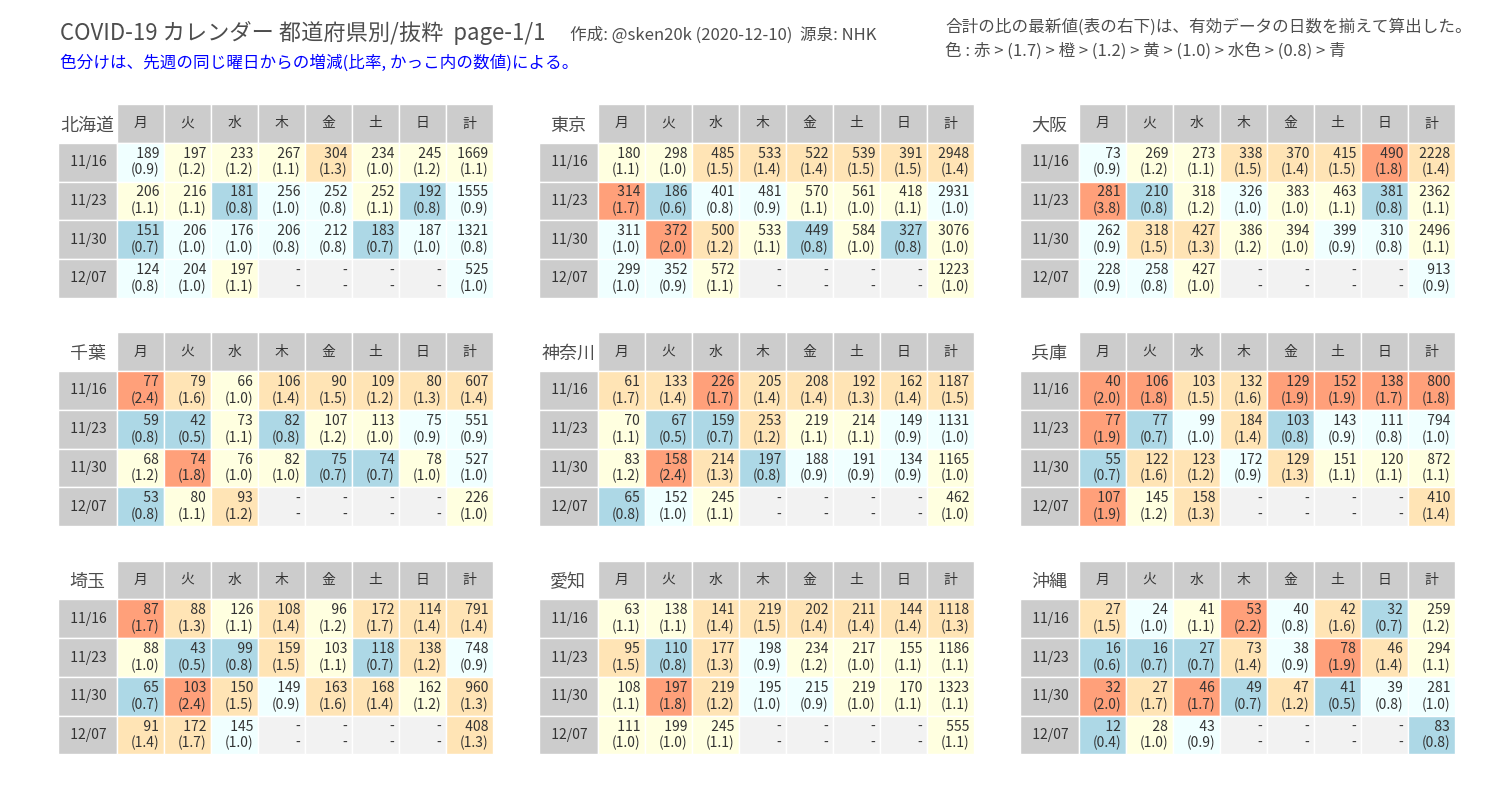 COVID-19 カレンダー 都道府県別/抜粋 page-1/1 作成: @sken20k (2020-12-10) 源泉: NHK
合計の比の最新値(表の右下)は、有効データの日数を揃えて算出した。
色分けは、先週の同じ曜日からの増減(比率, かっこ内の数値)による。
色 : 赤 > (1.7) > 橙 > (1.2) > 黄 > (1.0) > 水色 > (0.8) > 青
北海道 月 火 水 木 金 土 日 計
11/16 189 197 233 267 304 234 245 1669
(0.9) (1.2) (1.2) (1.1) (1.3) (1.0) (1.2) (1.1)
11/23 206 216 181 256 252 252 192 1555
(1.1) (1.1) (0.8) (1.0) (0.8) (1.1) (0.8) (0.9)
11/30 151 206 176 206 212 183 187 1321
(0.7) (1.0) (1.0) (0.8) (0.8) (0.7) (1.0) (0.8)
12/07 124 204 197 - - - - 525
(0.8) (1.0) (1.1) - - - - (1.0)
東京 月 火 水 木 金 土 日 計
11/16 180 298 485 533 522 539 391 2948
(1.1) (1.0) (1.5) (1.4) (1.4) (1.5) (1.5) (1.4)
11/23 314 186 401 481 570 561 418 2931
(1.7) (0.6) (0.8) (0.9) (1.1) (1.0) (1.1) (1.0)
11/30 311 372 500 533 449 584 327 3076
(1.0) (2.0) (1.2) (1.1) (0.8) (1.0) (0.8) (1.0)
12/07 299 352 572 - - - - 1223
(1.0) (0.9) (1.1) - - - - (1.0)
大阪 月 火 水 木 金 土 日 計
11/16 73 269 273 338 370 415 490 2228
(0.9) (1.2) (1.1) (1.5) (1.4) (1.5) (1.8) (1.4)
11/23 281 210 318 326 383 463 381 2362
(3.8) (0.8) (1.2) (1.0) (1.0) (1.1) (0.8) (1.1)
11/30 262 318 427 386 394 399 310 2496
(0.9) (1.5) (1.3) (1.2) (1.0) (0.9) (0.8) (1.1)
12/07 228 258 427 - - - - 913
(0.9) (0.8) (1.0) - - - - (0.9)
千葉 月 火 水 木 金 土 日 計
11/16 77 79 66 106 90 109 80 607
(2.4) (1.6) (1.0) (1.4) (1.5) (1.2) (1.3) (1.4)
11/23 59 42 73 82 107 113 75 551
(0.8) (0.5) (1.1) (0.8) (1.2) (1.0) (0.9) (0.9)
11/30 68 74 76 82 75 74 78 527
(1.2) (1.8) (1.0) (1.0) (0.7) (0.7) (1.0) (1.0)
12/07 53 80 93 - - - - 226
(0.8) (1.1) (1.2) - - - - (1.0)
神奈川 月 火 水 木 金 土 日 計
11/16 61 133 226 205 208 192 162 1187
(1.7) (1.4) (1.7) (1.4) (1.4) (1.3) (1.4) (1.5)
11/23 70 67 159 253 219 214 149 1131
(1.1) (0.5) (0.7) (1.2) (1.1) (1.1) (0.9) (1.0)
11/30 83 158 214 197 188 191 134 1165
(1.2) (2.4) (1.3) (0.8) (0.9) (0.9) (0.9) (1.0)
12/07 65 152 245 - - - - 462
(0.8) (1.0) (1.1) - - - - (1.0)
兵庫 月 火 水 木 金 土 日 計
11/16 40 106 103 132 129 152 138 800
(2.0) (1.8) (1.5) (1.6) (1.9) (1.9) (1.7) (1.8)
11/23 77 77 99 184 103 143 111 794
(1.9) (0.7) (1.0) (1.4) (0.8) (0.9) (0.8) (1.0)
11/30 55 122 123 172 129 151 120 872
(0.7) (1.6) (1.2) (0.9) (1.3) (1.1) (1.1) (1.1)
12/07 107 145 158 - - - - 410
(1.9) (1.2) (1.3) - - - - (1.4)
埼玉 月 火 水 木 金 土 日 計
11/16 87 88 126 108 96 172 114 791
(1.7) (1.3) (1.1) (1.4) (1.2) (1.7) (1.4) (1.4)
11/23 88 43 99 159 103 118 138 748
(1.0) (0.5) (0.8) (1.5) (1.1) (0.7) (1.2) (0.9)
11/30 65 103 150 149 163 168 162 960
(0.7) (2.4) (1.5) (0.9) (1.6) (1.4) (1.2) (1.3)
12/07 91 172 145 - - - - 408
(1.4) (1.7) (1.0) - - - - (1.3)
愛知 月 火 水 木 金 土 日 計
11/16 63 138 141 219 202 211 144 1118
(1.1) (1.1) (1.4) (1.5) (1.4) (1.4) (1.4) (1.3)
11/23 95 110 177 198 234 217 155 1186
(1.5) (0.8) (1.3) (0.9) (1.2) (1.0) (1.1) (1.1)
11/30 108 197 219 195 215 219 170 1323
(1.1) (1.8) (1.2) (1.0) (0.9) (1.0) (1.1) (1.1)
12/07 111 199 245 - - - - 555
(1.0) (1.0) (1.1) - - - - (1.1)
沖縄 月 火 水 木 金 土 日 計
11/16 27 24 41 53 40 42 32 259
(1.5) (1.0) (1.1) (2.2) (0.8) (1.6) (0.7) (1.2)
11/23 16 16 27 73 38 78 46 294
(0.6) (0.7) (0.7) (1.4) (0.9) (1.9) (1.4) (1.1)
11/30 32 27 46 49 47 41 39 281
(2.0) (1.7) (1.7) (0.7) (1.2) (0.5) (0.8) (1.0)
12/07 12 28 43 - - - - 83
(0.4) (1.0) (0.9) - - - - (0.8)